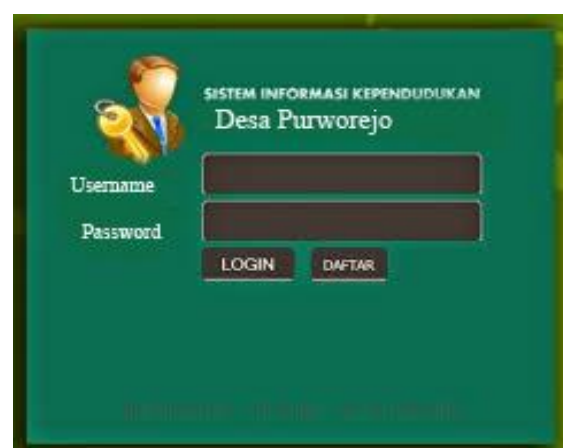 SISTEM INFORMASI KEPENDUDUKAN
Desa Purworejo
Username
Password
LOGIN DAFTAR